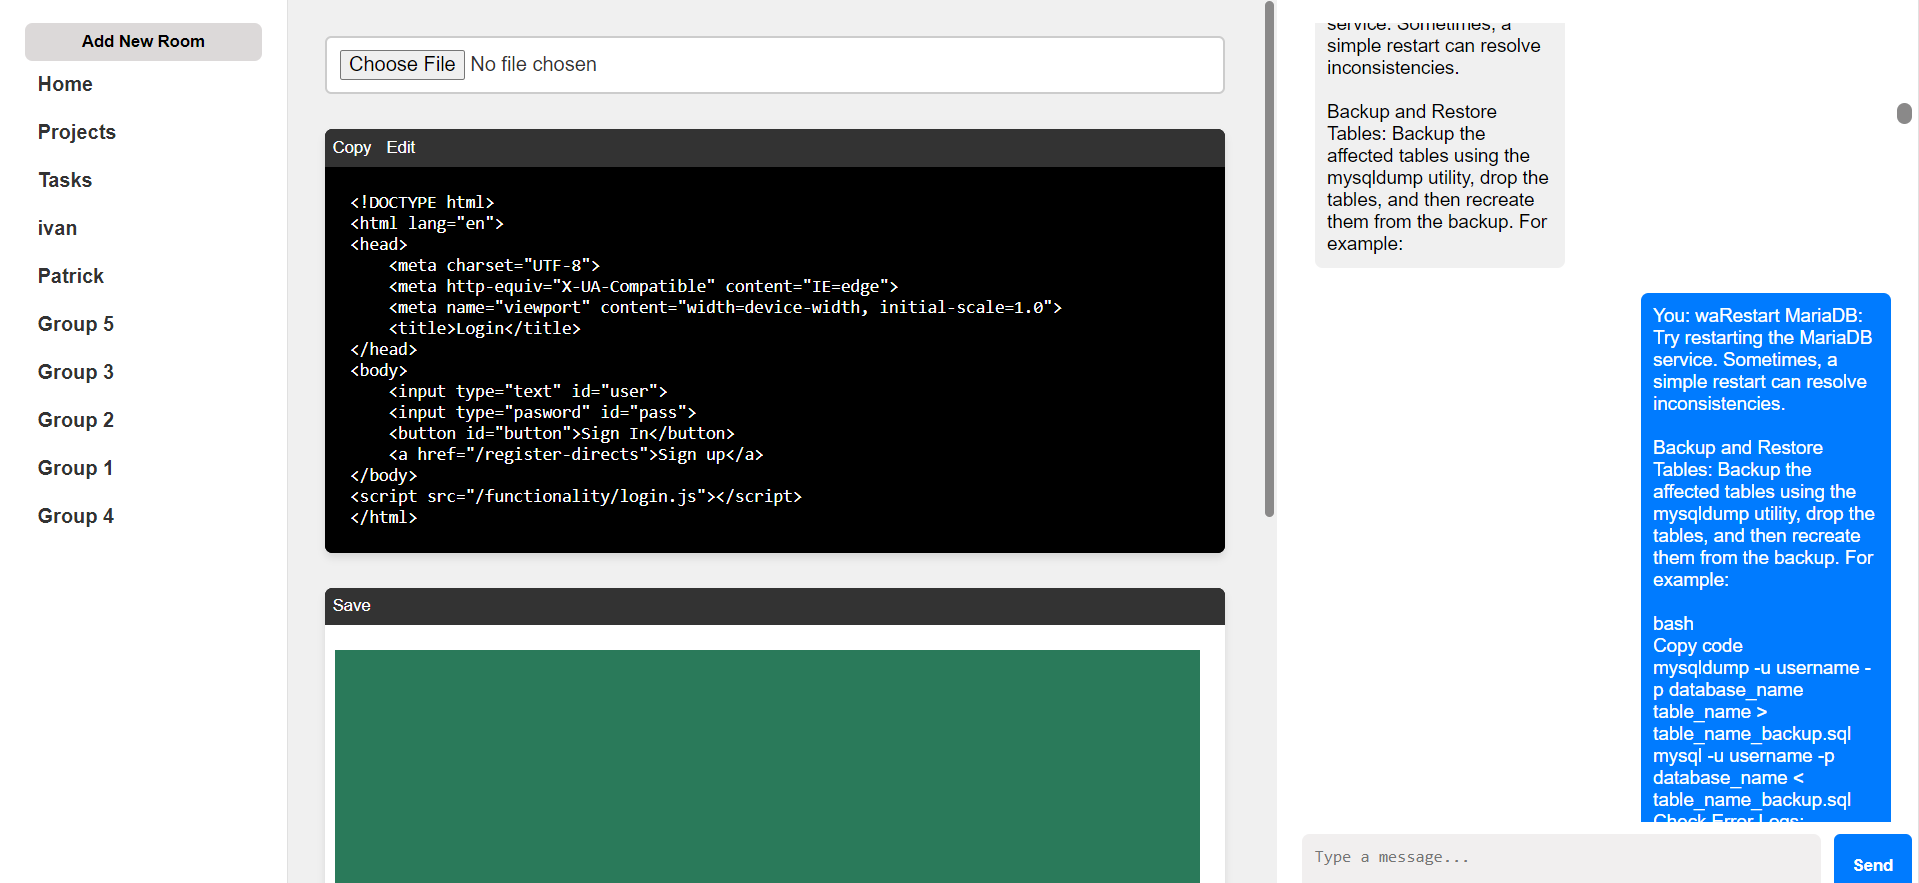 Add New Room
Home
Projects
Tasks
ivan
Patrick
Group 5
Group 3
Group 2
Group 1
Group 4
Choose File No file chosen
Copy Edit
<!DOCTYPE html>
<html lang="en">
<head>
    <meta charset="UTF-8">
    <meta http-equiv="X-UA-Compatible" content="IE=edge">
    <meta name="viewport" content="width=device-width, initial-scale=1.0">
    <title>Login</title>
</head>
<body>
    <input type="text" id="user">
    <input type="pasword" id="pass">
    <button id="button">Sign In</button>
    <a href="/register-directs">Sign up</a>
</body>
<script src="/functionality/login.js"></script>
</html>
Save
service. Sometimes, a
simple restart can resolve
inconsistencies.
Backup and Restore
Tables: Backup the
affected tables using the
mysqldump utility, drop the
tables, and then recreate
them from the backup. For
example:
You: waRestart MariaDB:
Try restarting the MariaDB
service. Sometimes, a
simple restart can resolve
inconsistencies.
Backup and Restore
Tables: Backup the
affected tables using the
mysqldump utility, drop the
tables, and then recreate
them from the backup. For
example:
bash
Copy code
mysqldump -u username -
p database_name
table_name >
table_name_backup.sql
mysql -u username -p
database_name <
table_name_backup.sql
Check Error Logs:
Type a message...
Send